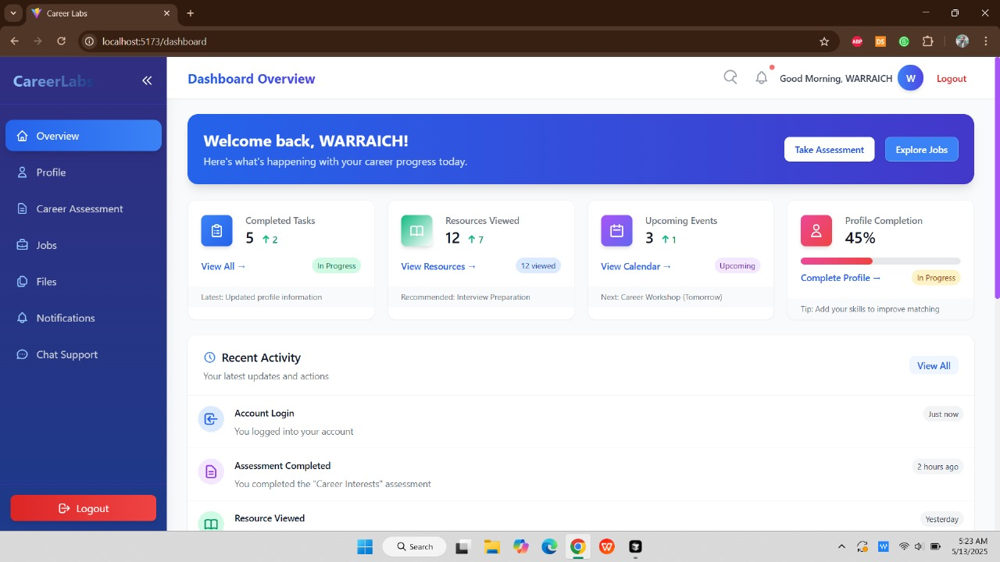 Career Labs
localhost:5173/dashboard
ABP
DS
CareerLabs
Dashboard Overview
Good Morning, WARRAICH
W
Logout
Overview
Profile
Career Assessment
Jobs
Files
Notifications
Chat Support
Logout
Welcome back, WARRAICH!
Here's what's happening with your career progress today.
Take Assessment
Explore Jobs
Completed Tasks
5 ↑ 2
View All →
In Progress
Latest: Updated profile information
Resources Viewed
12 ↑ 7
View Resources →
12 viewed
Recommended: Interview Preparation
Upcoming Events
3 ↑ 1
View Calendar →
Upcoming
Next: Career Workshop (Tomorrow)
Profile Completion
45%
Complete Profile →
In Progress
Tip: Add your skills to improve matching
Recent Activity
Your latest updates and actions
View All
Account Login
You logged into your account
Just now
Assessment Completed
You completed the "Career Interests" assessment
2 hours ago
Resource Viewed
Yesterday
Search
5:23 AM
5/13/2025